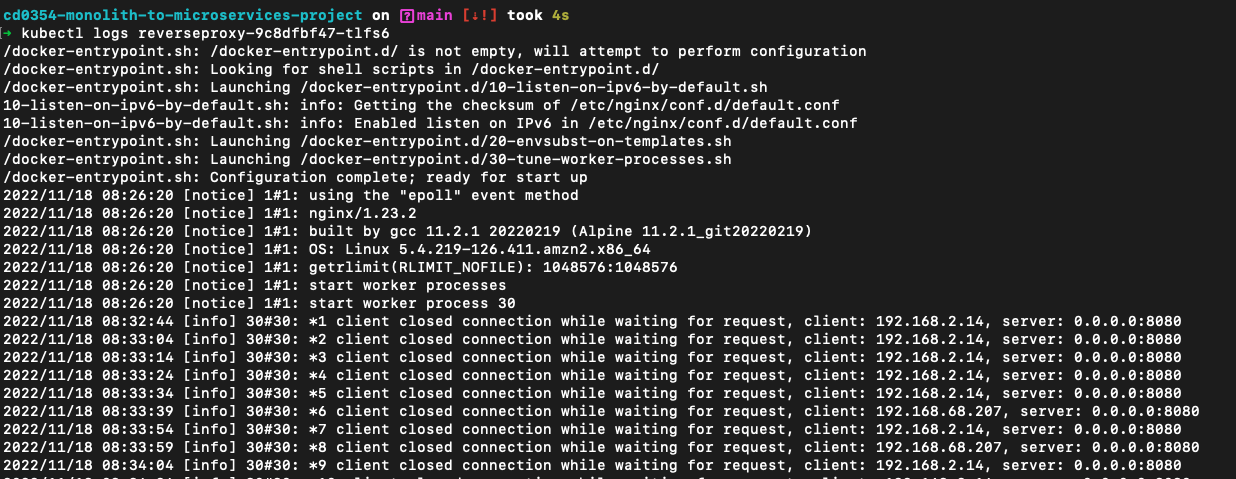 cd0354-monolith-to-microservices-project on ?main [↓!] took 4s
→ kubectl logs reverseproxy-9c8dfbf47-tlfs6
/docker-entrypoint.sh: /docker-entrypoint.d/ is not empty, will attempt to perform configuration
/docker-entrypoint.sh: Looking for shell scripts in /docker-entrypoint.d/
/docker-entrypoint.sh: Launching /docker-entrypoint.d/10-listen-on-ipv6-by-default.sh
10-listen-on-ipv6-by-default.sh: info: Getting the checksum of /etc/nginx/conf.d/default.conf
10-listen-on-ipv6-by-default.sh: info: Enabled listen on IPv6 in /etc/nginx/conf.d/default.conf
/docker-entrypoint.sh: Launching /docker-entrypoint.d/20-envsubst-on-templates.sh
/docker-entrypoint.sh: Launching /docker-entrypoint.d/30-tune-worker-processes.sh
/docker-entrypoint.sh: Configuration complete; ready for start up
2022/11/18 08:26:20 [notice] 1#1: using the "epoll" event method
2022/11/18 08:26:20 [notice] 1#1: nginx/1.23.2
2022/11/18 08:26:20 [notice] 1#1: built by gcc 11.2.1 20220219 (Alpine 11.2.1_git20220219)
2022/11/18 08:26:20 [notice] 1#1: OS: Linux 5.4.219-126.411.amzn2.x86_64
2022/11/18 08:26:20 [notice] 1#1: getrlimit(RLIMIT_NOFILE): 1048576:1048576
2022/11/18 08:26:20 [notice] 1#1: start worker processes
2022/11/18 08:26:20 [notice] 1#1: start worker process 30
2022/11/18 08:32:44 [info] 30#30: *1 client closed connection while waiting for request, client: 192.168.2.14, server: 0.0.0.0:8080
2022/11/18 08:33:04 [info] 30#30: *2 client closed connection while waiting for request, client: 192.168.2.14, server: 0.0.0.0:8080
2022/11/18 08:33:14 [info] 30#30: *3 client closed connection while waiting for request, client: 192.168.2.14, server: 0.0.0.0:8080
2022/11/18 08:33:24 [info] 30#30: *4 client closed connection while waiting for request, client: 192.168.2.14, server: 0.0.0.0:8080
2022/11/18 08:33:34 [info] 30#30: *5 client closed connection while waiting for request, client: 192.168.2.14, server: 0.0.0.0:8080
2022/11/18 08:33:39 [info] 30#30: *6 client closed connection while waiting for request, client: 192.168.68.207, server: 0.0.0.0:8080
2022/11/18 08:33:54 [info] 30#30: *7 client closed connection while waiting for request, client: 192.168.2.14, server: 0.0.0.0:8080
2022/11/18 08:33:59 [info] 30#30: *8 client closed connection while waiting for request, client: 192.168.68.207, server: 0.0.0.0:8080
2022/11/18 08:34:04 [info] 30#30: *9 client closed connection while waiting for request, client: 192.168.2.14, server: 0.0.0.0:8080